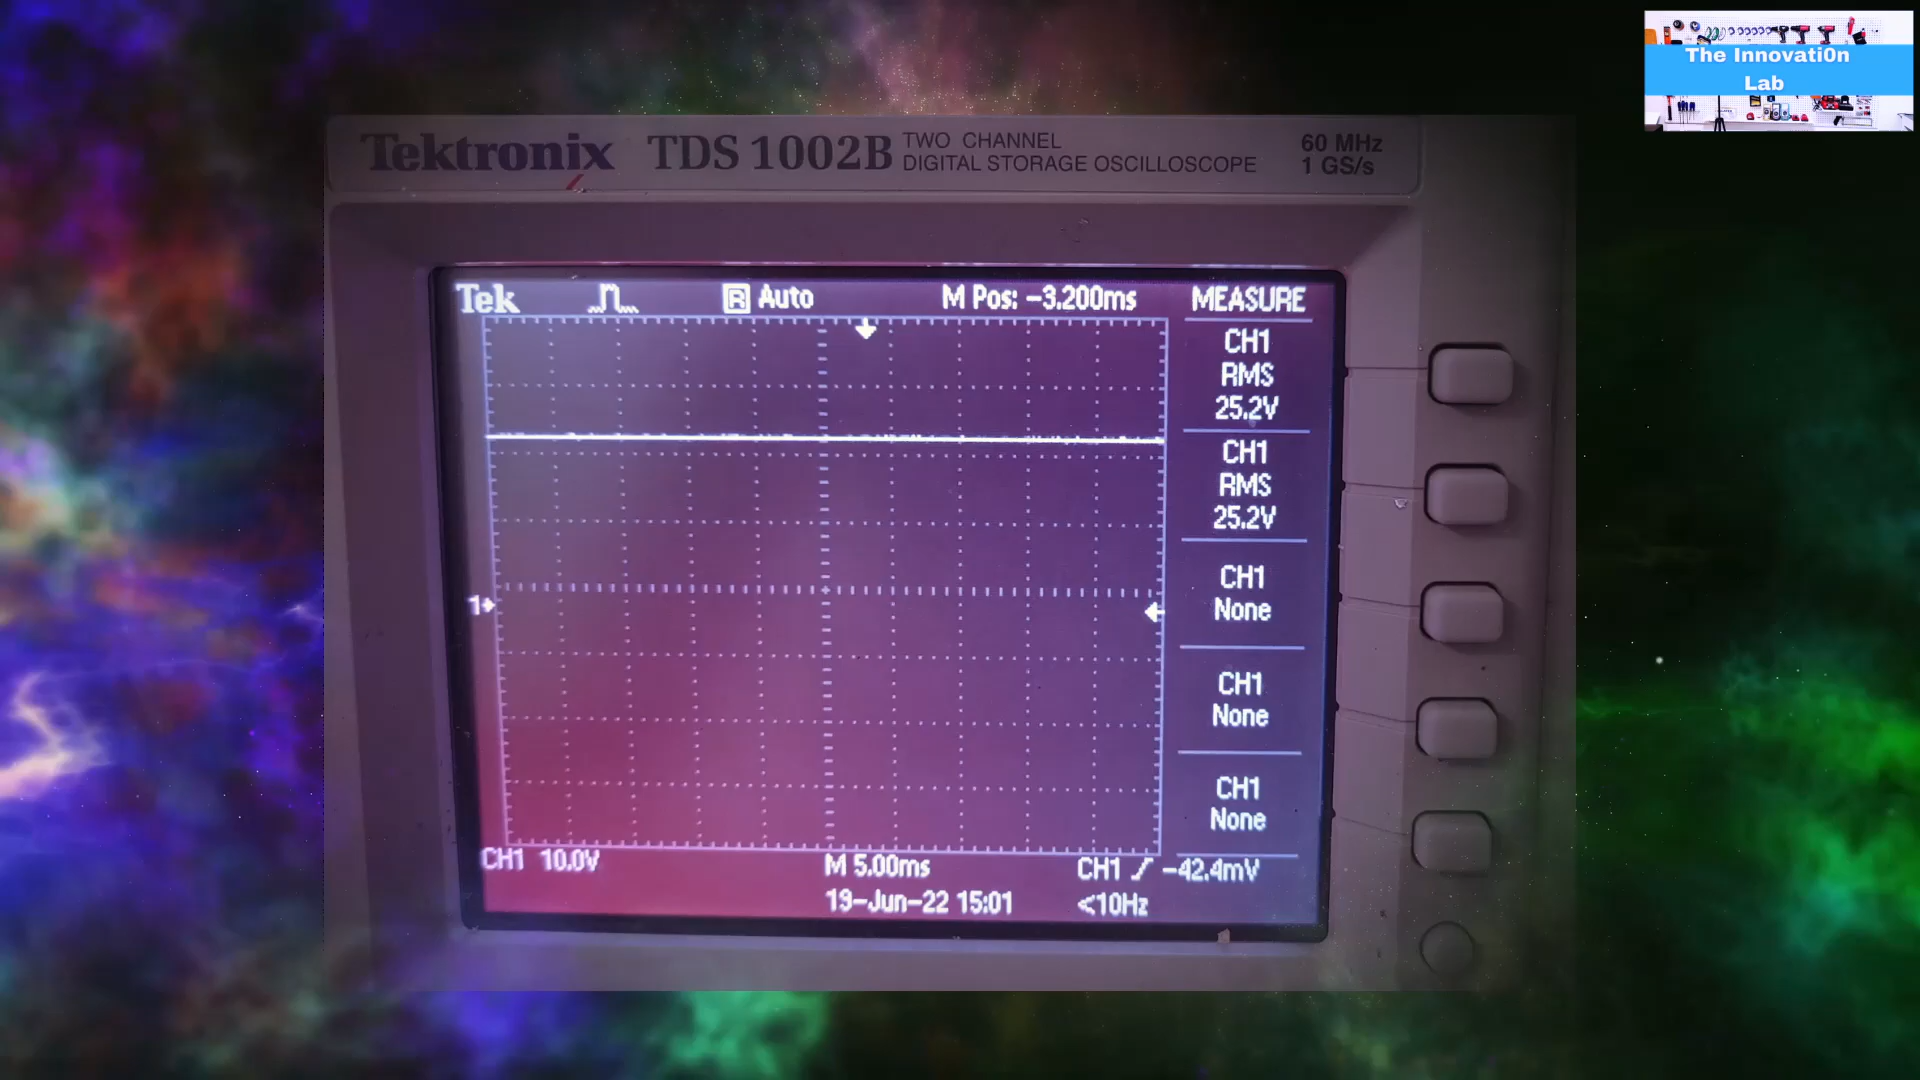 The Innovati0n
Lab
Tektronix TDS 1002B TWO CHANNEL
DIGITAL STORAGE OSCILLOSCOPE
60 MHz
1 GS/s
Tek R Auto M Pos: -3.200ms MEASURE
CH1
RMS
25.2V
CH1
RMS
25.2V
CH1
None
CH1
None
CH1
None
1
CH1 10.0V M 5.00ms CH1 -42.4mV
19-Jun-22 15:01 <10Hz